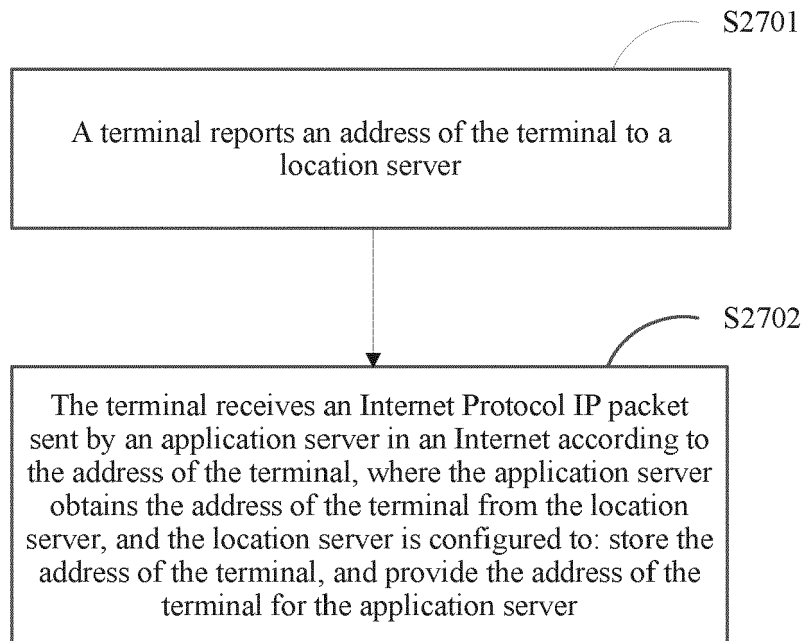 S2701
A terminal reports an address of the terminal to a
location server
S2702
The terminal receives an Internet Protocol IP packet
sent by an application server in an Internet according to
the address of the terminal, where the application server
obtains the address of the terminal from the location
server, and the location server is configured to: store the
address of the terminal, and provide the address of the
terminal for the application server